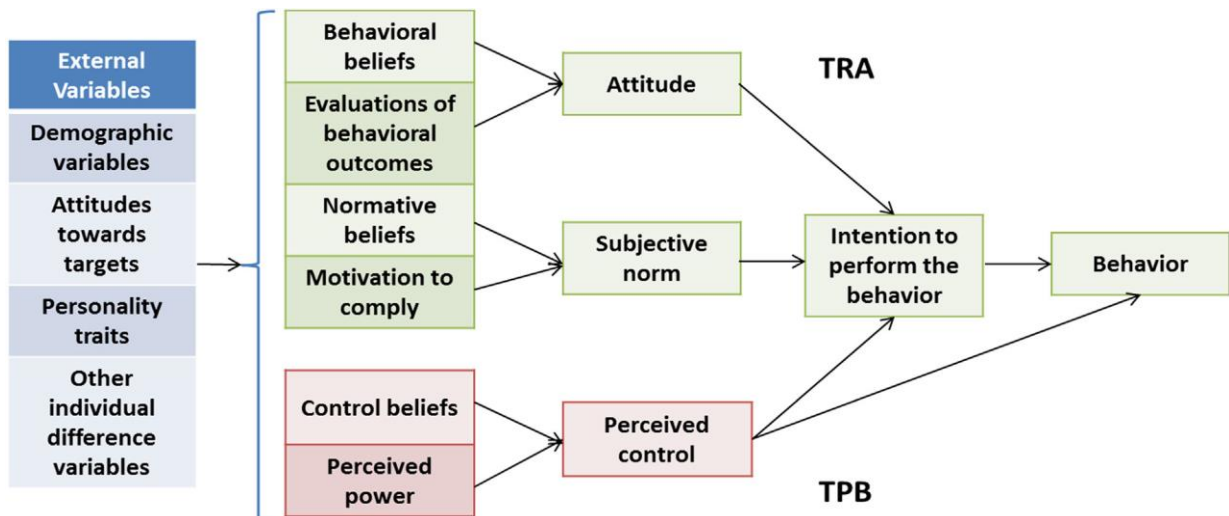 External
Variables
Demographic
variables
Attitudes
towards
targets
Personality
traits
Other
individual
difference
variables
Behavioral
beliefs
Evaluations of
behavioral
outcomes
Normative
beliefs
Motivation to
comply
Control beliefs
Perceived
power
Attitude
Subjective
norm
Perceived
control
TRA
Intention to
perform the
behavior
Behavior
TPB